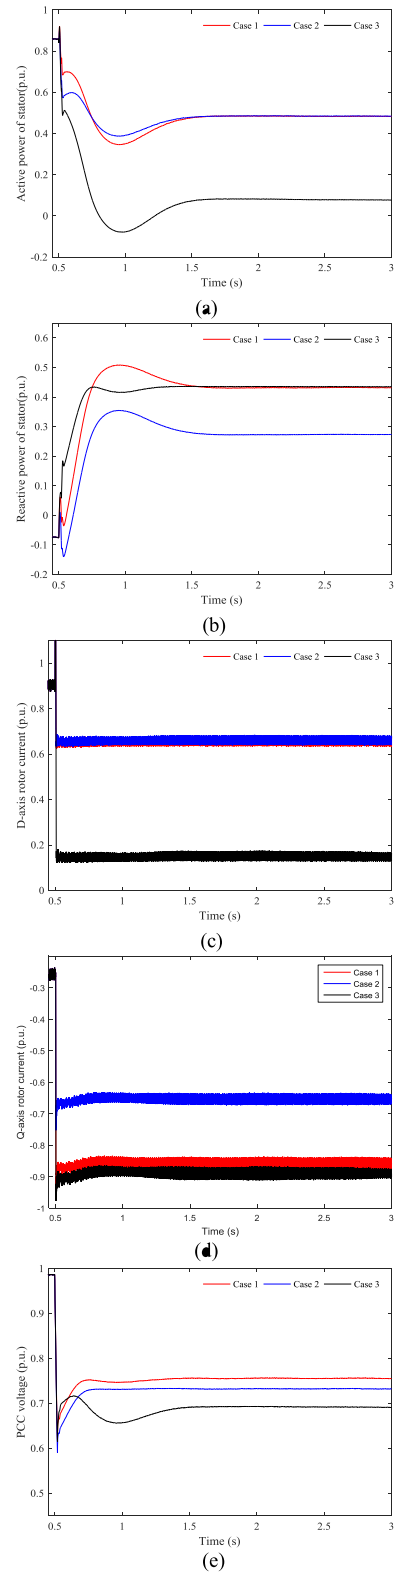 1
0.8
0.6
0.4
0.2
0
-0.2
Active power of stator(p.u.)
Case 1 Case 2 Case 3
0.5 1 1.5 2 2.5 3
Time (s)
(a)
0.6
0.5
0.4
0.3
0.2
0.1
0
-0.1
-0.2
Reactive power of stator(p.u.)
Case 1 Case 2 Case 3
0.5 1 1.5 2 2.5 3
Time (s)
(b)
1
0.8
0.6
0.4
0.2
0
D-axis rotor current (p.u.)
Case 1 Case 2 Case 3
0.5 1 1.5 2 2.5 3
Time (s)
(c)
-0.3
-0.4
-0.5
-0.6
-0.7
-0.8
-0.9
-1
Q-axis rotor current (p.u.)
Case 1
Case 2
Case 3
0.5 1 1.5 2 2.5 3
Time (s)
(d)
1
0.9
0.8
0.7
0.6
0.5
PCC voltage (p.u.)
Case 1 Case 2 Case 3
0.5 1 1.5 2 2.5 3
Time (s)
(e)